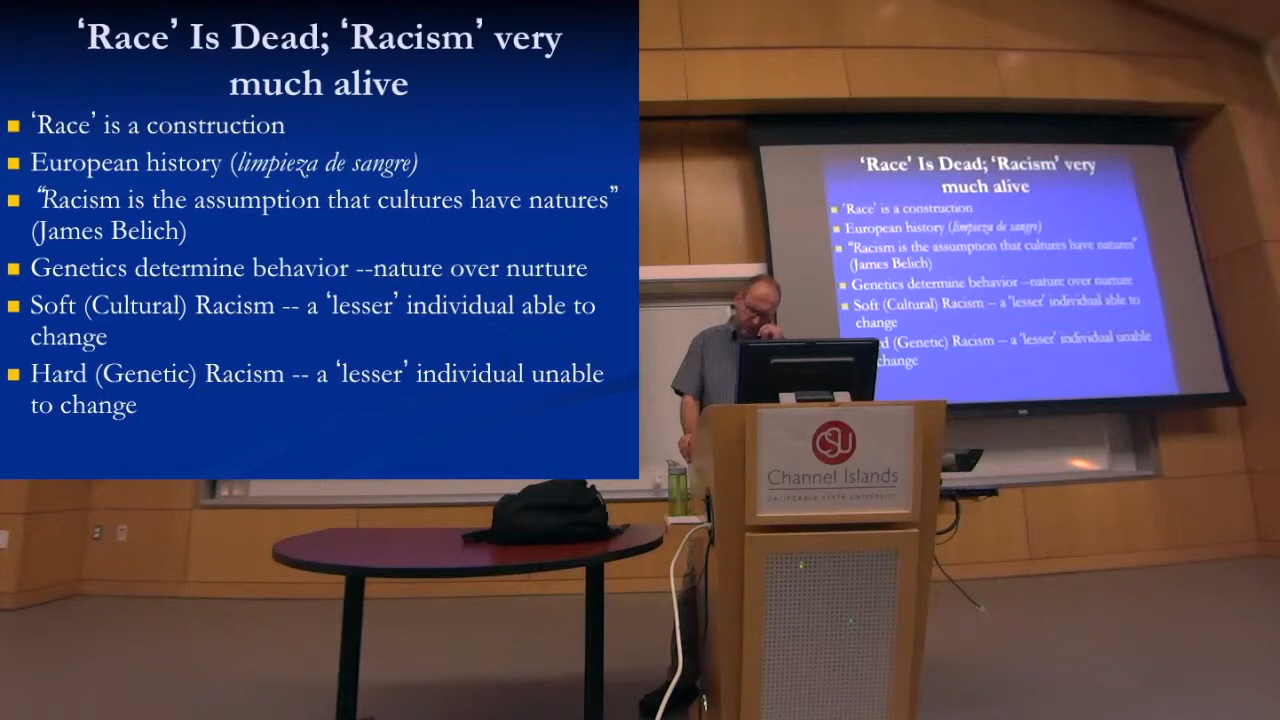 ‘Race’ Is Dead; ‘Racism’ very
much alive
‘Race’ is a construction
European history (limpieza de sangre)
“Racism is the assumption that cultures have natures”
(James Belich)
Genetics determine behavior --nature over nurture
Soft (Cultural) Racism -- a ‘lesser’ individual able to
change
Hard (Genetic) Racism -- a ‘lesser’ individual unable
to change
‘Race’ Is Dead; ‘Racism’ very
much alive
‘Race’ is a construction
European history (limpieza de sangre)
“Racism is the assumption that cultures have natures”
(James Belich)
Genetics determine behavior --nature over nurture
Soft (Cultural) Racism -- a ‘lesser’ individual able to
change
(Genetic) Racism -- a ‘lesser’ individual unable
change
CSU
Channel Islands
CALIFORNIA STATE UNIVERSITY